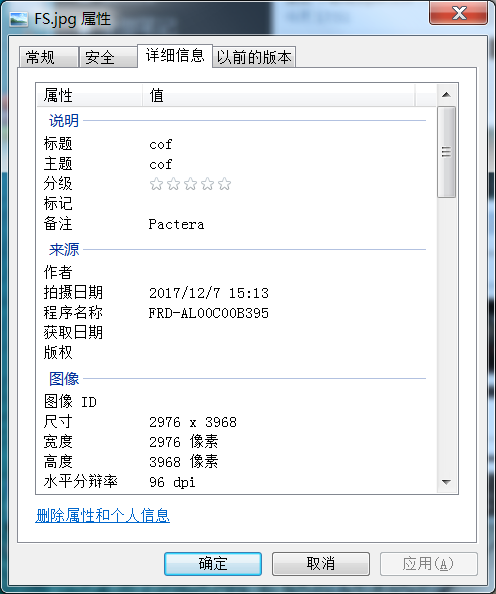 FS.jpg 属性
常规 安全 详细信息 以前的版本
属性 值
说明
标题 cof
主题 cof
分级
标记
备注 Pactera
来源
作者
拍摄日期 2017/12/7 15:13
程序名称 FRD-AL00C00B395
获取日期
版权
图像
图像 ID
尺寸 2976 x 3968
宽度 2976 像素
高度 3968 像素
水平分辩率 96 dpi
删除属性和个人信息
确定 取消 应用(A)